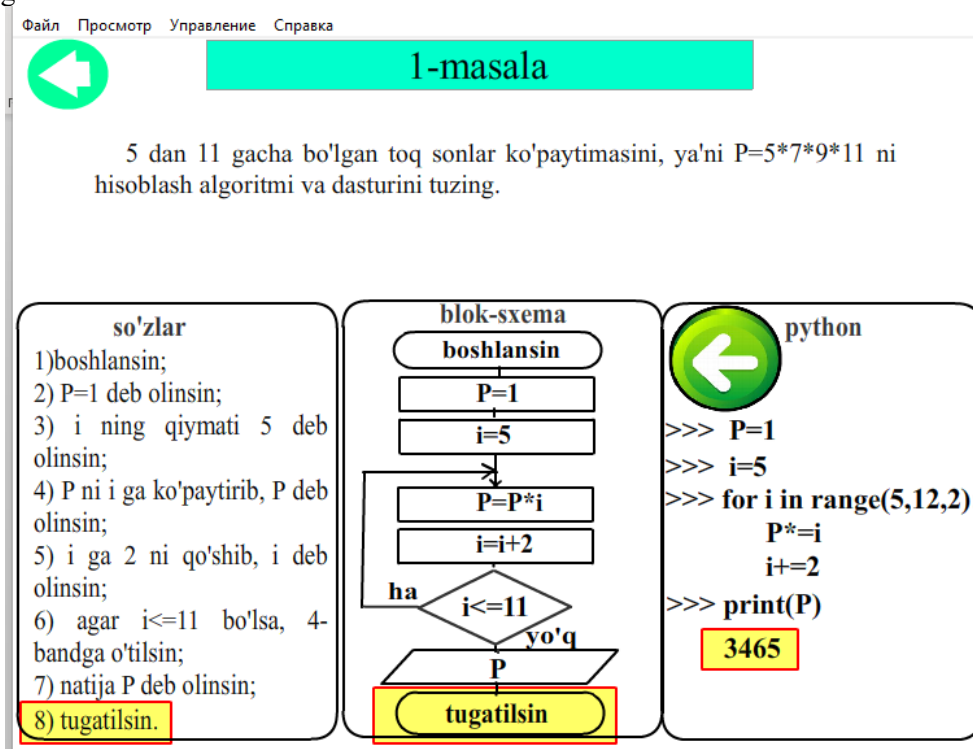 g
Файл Просмотр Управление Справка
1-masala
5 dan 11 gacha bo'lgan toq sonlar ko'paytimasini, ya'ni P=5*7*9*11 ni
hisoblash algoritmi va dasturini tuzing.
so'zlar
1)boshlansin;
2) P=1 deb olinsin;
3) i ning qiymati 5 deb
olinsin;
4) P ni i ga ko'paytirib, P deb
olinsin;
5) i ga 2 ni qo'shib, i deb
olinsin;
6) agar i<=11 bo'lsa, 4-
bandga o'tilsin;
7) natija P deb olinsin;
8) tugatilsin.
blok-sxema
boshlansin
P=1
i=5
P=P*i
i=i+2
ha
i<=11
yo'q
P
tugatilsin
python
>>> P=1
>>> i=5
>>> for i in range(5,12,2)
P*=i
i+=2
>>> print(P)
3465